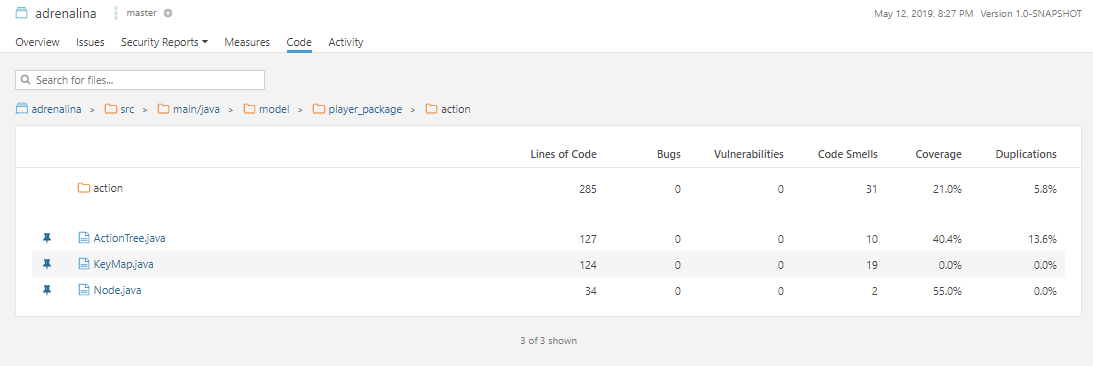 adrenalina master May 12, 2019, 8:27 PM Version 1.0-SNAPSHOT
Overview Issues Security Reports Measures Code Activity
Search for files...
adrenalina > src > main/java > model > player_package > action
Lines of Code Bugs Vulnerabilities Code Smells Coverage Duplications
action 285 0 0 31 21.0% 5.8%
ActionTree.java 127 0 0 10 40.4% 13.6%
KeyMap.java 124 0 0 19 0.0% 0.0%
Node.java 34 0 0 2 55.0% 0.0%
3 of 3 shown